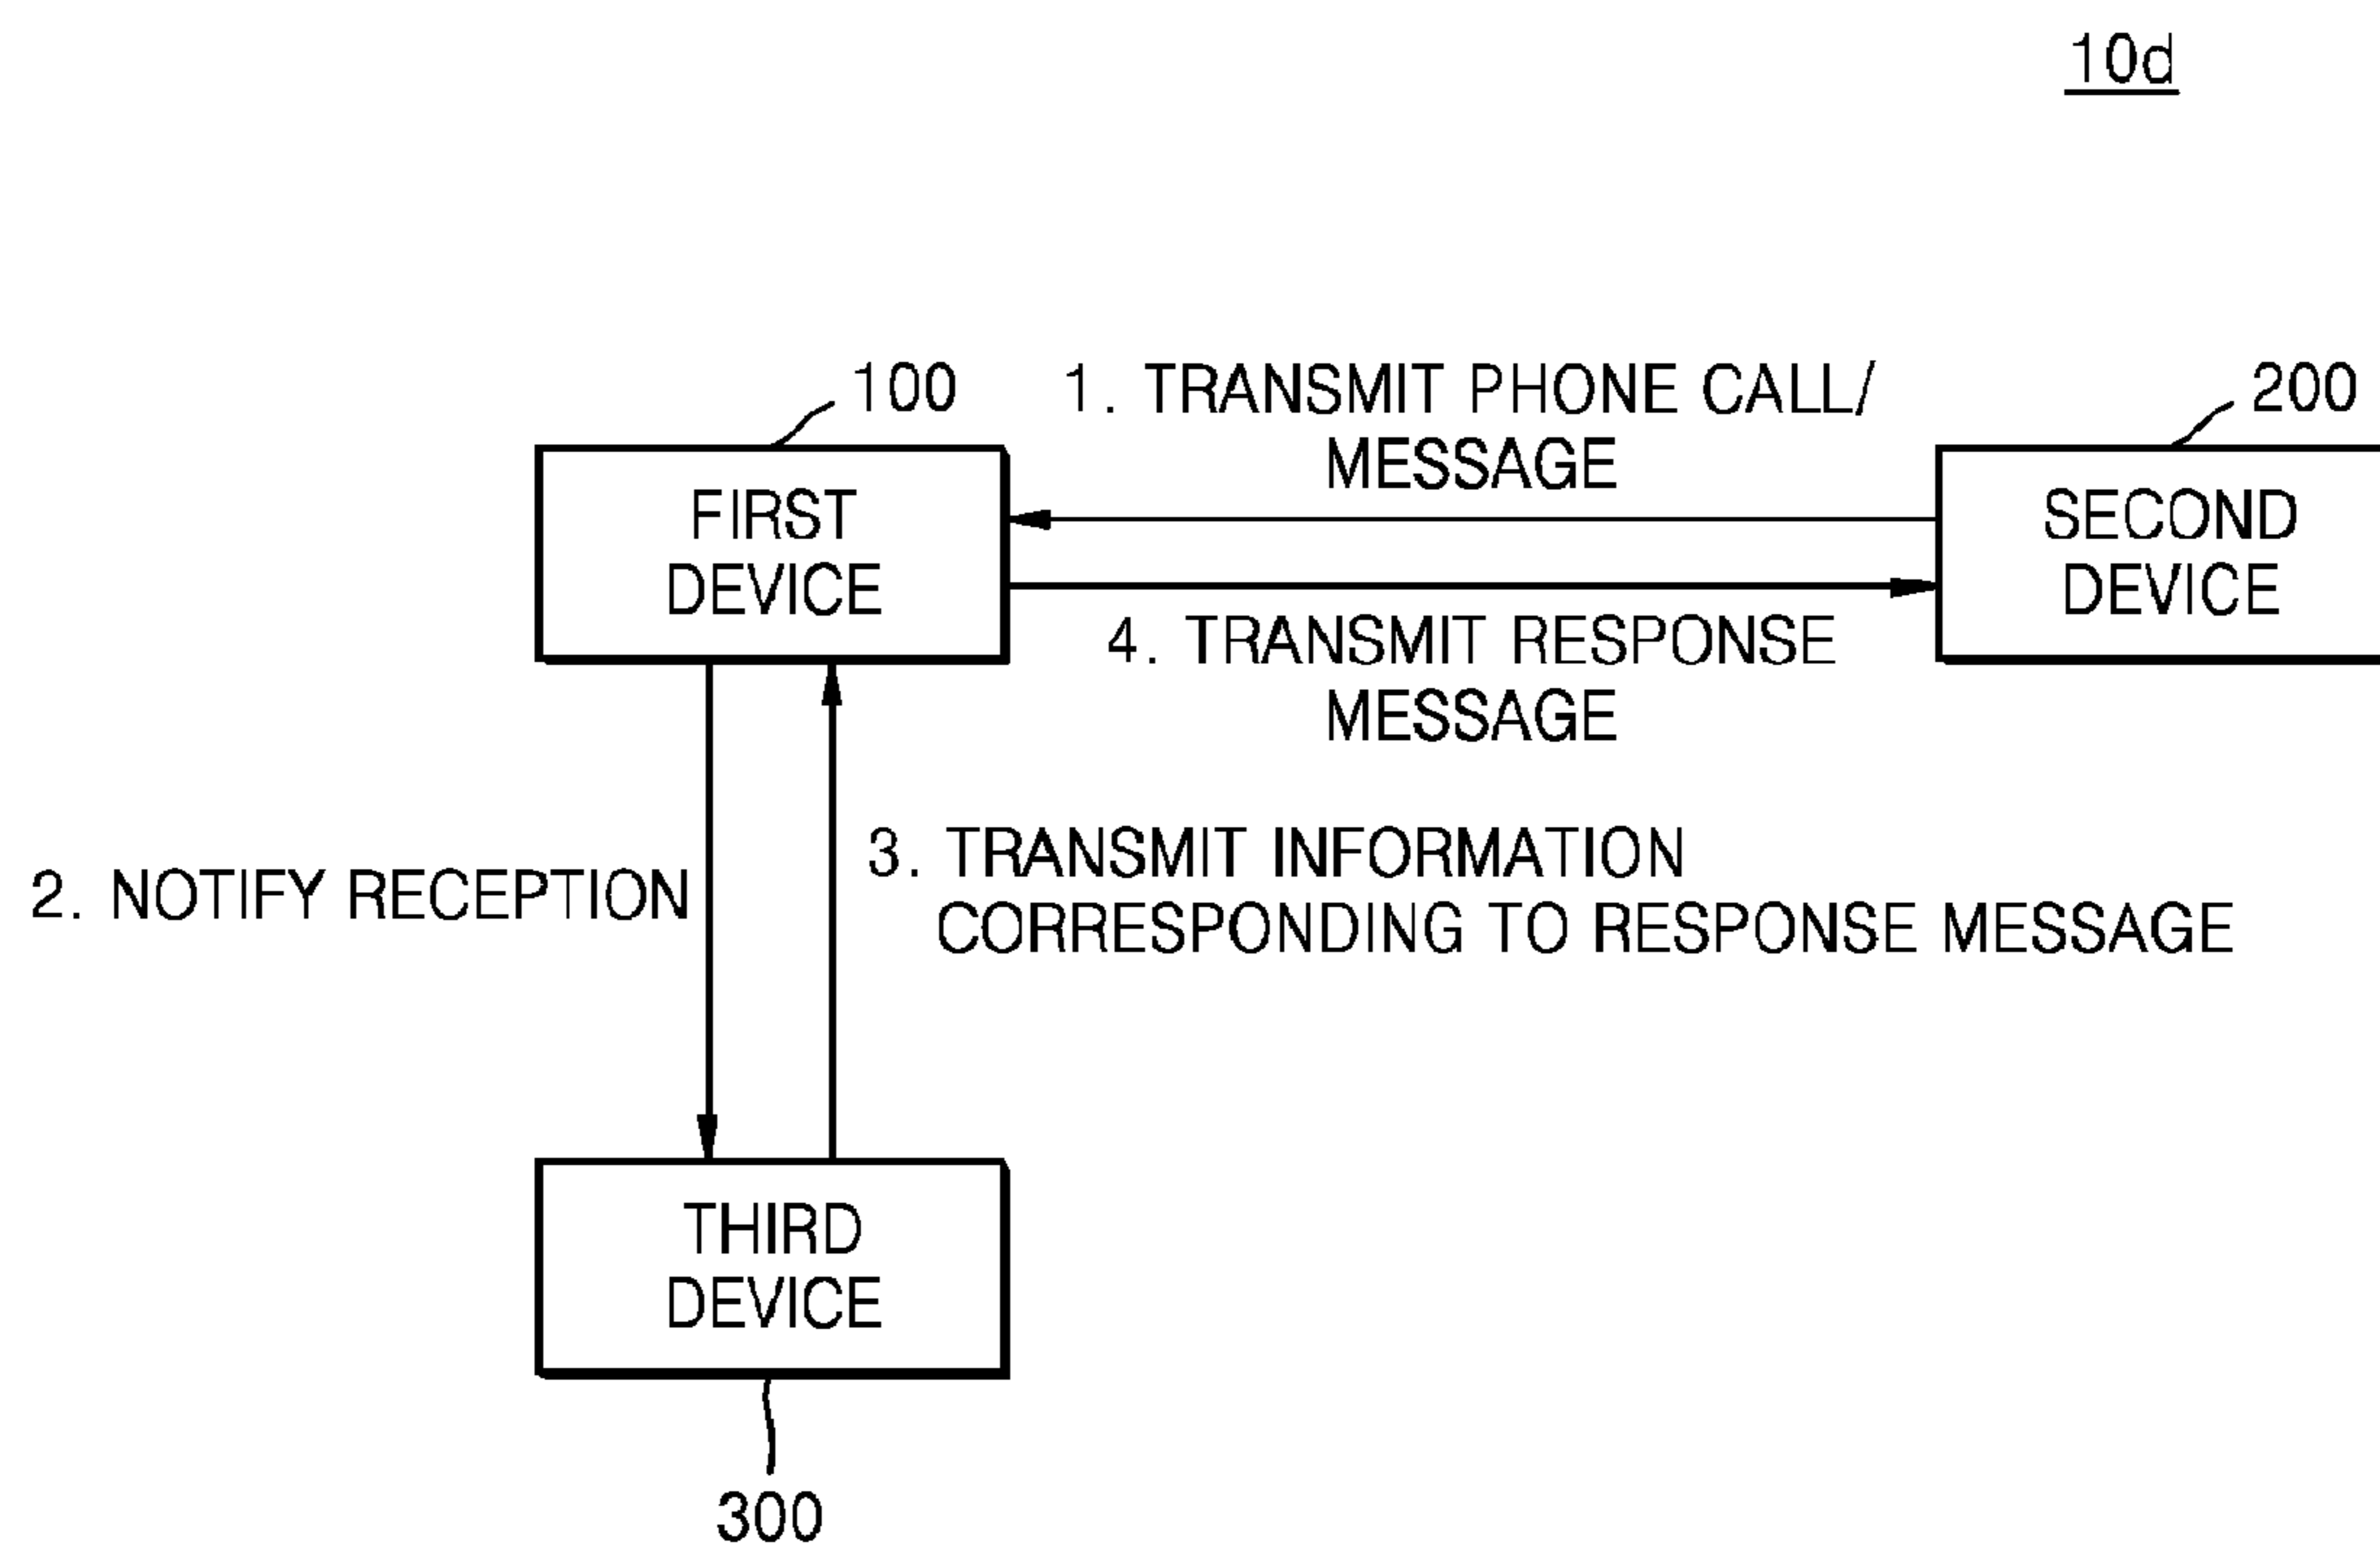 10d
100
1. TRANSMIT PHONE CALL/
MESSAGE
200
FIRST
DEVICE
SECOND
DEVICE
4. TRANSMIT RESPONSE
MESSAGE
2. NOTIFY RECEPTION
3. TRANSMIT INFORMATION
CORRESPONDING TO RESPONSE MESSAGE
THIRD
DEVICE
300